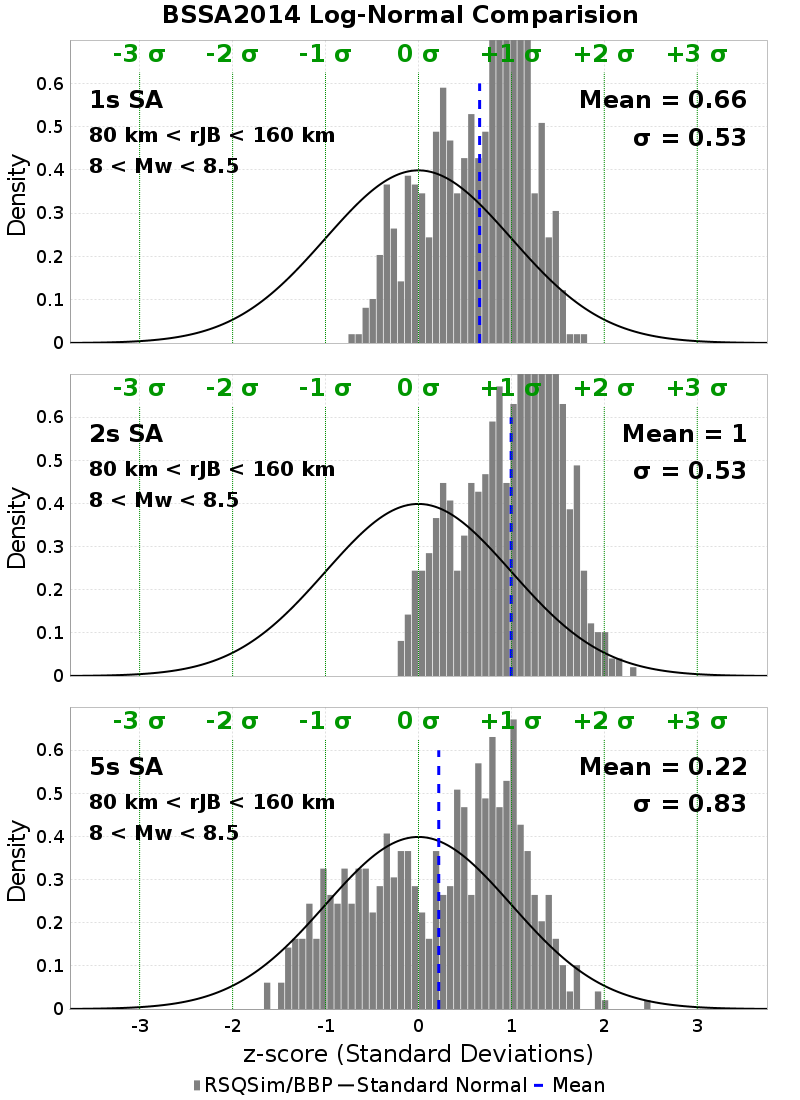 BSSA2014 Log-Normal Comparision
-3 σ -2 σ -1 σ 0 σ +1 σ +2 σ +3 σ
0.6
1s SA Mean = 0.66
0.5
80 km < rJB < 160 km σ = 0.53
8 < Mw < 8.5
0.4
Density
0.3
0.2
0.1
0
-3 σ -2 σ -1 σ 0 σ +1 σ +2 σ +3 σ
0.6
2s SA Mean = 1
0.5
80 km < rJB < 160 km σ = 0.53
8 < Mw < 8.5
0.4
Density
0.3
0.2
0.1
0
-3 σ -2 σ -1 σ 0 σ +1 σ +2 σ +3 σ
0.6
5s SA Mean = 0.22
0.5
80 km < rJB < 160 km σ = 0.83
8 < Mw < 8.5
0.4
Density
0.3
0.2
0.1
0
-3 -2 -1 0 1 2 3
z-score (Standard Deviations)
RSQSim/BBP Standard Normal Mean